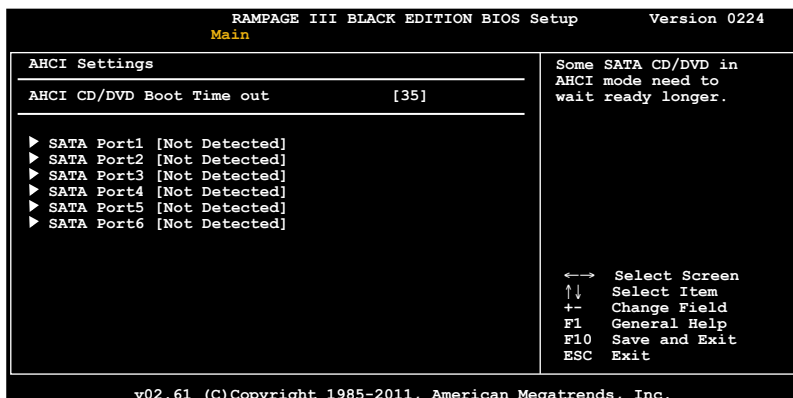 RAMPAGE III BLACK EDITION BIOS Setup Version 0224
Main
AHCI Settings
AHCI CD/DVD Boot Time out [35]
▶ SATA Port1 [Not Detected]
▶ SATA Port2 [Not Detected]
▶ SATA Port3 [Not Detected]
▶ SATA Port4 [Not Detected]
▶ SATA Port5 [Not Detected]
▶ SATA Port6 [Not Detected]
Some SATA CD/DVD in
AHCI mode need to
wait ready longer.
←→ Select Screen
↑↓ Select Item
+- Change Field
F1 General Help
F10 Save and Exit
ESC Exit
v02.61 (C)Copyright 1985-2011, American Megatrends, Inc.